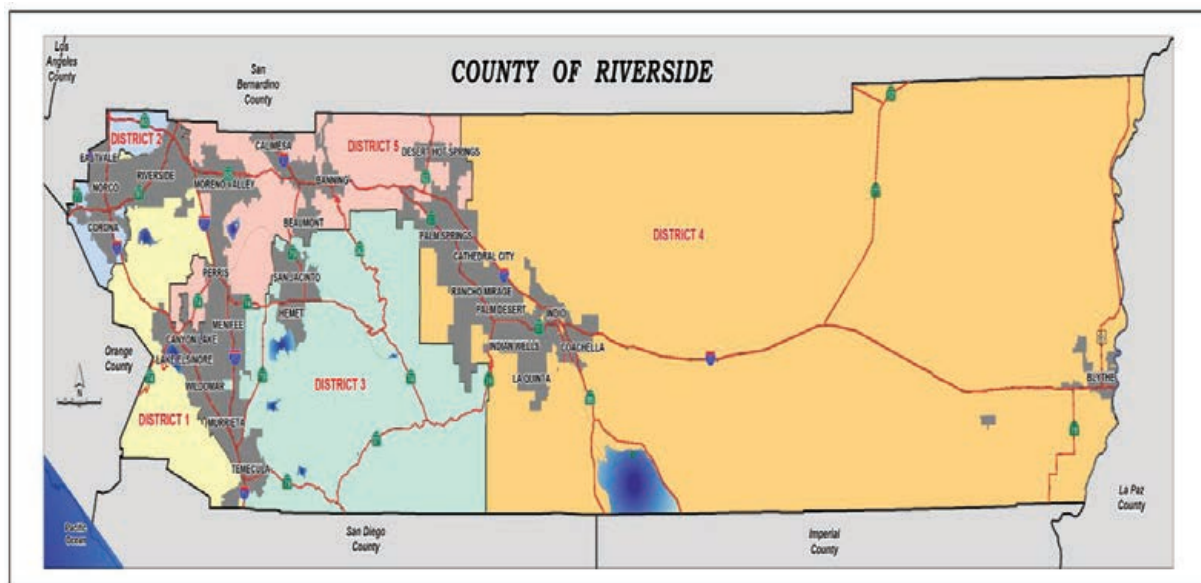 Los
Angeles
County
San
Bernardino
County
COUNTY OF RIVERSIDE
DISTRICT 2
DISTRICT 5
CALIMESA
DESERT HOT SPRINGS
EASTVALE
RIVERSIDE
MORENO VALLEY
BANNING
NORCO
CORONA
BEAUMONT
PALM SPRINGS
DISTRICT 4
CATHEDRAL CITY
PERRIS
SAN JACINTO
RANCHO MIRAGE
PALM DESERT
INDIO
HEMET
MENIFEE
CANYON LAKE
INDIAN WELLS
COACHELLA
Orange
County
LAKE ELSINORE
LA QUINTA
BLYTHE
WILDOMAR
DISTRICT 3
N
DISTRICT 1
MURRIETA
TEMECULA
La Paz
County
Pacific
Ocean
San Diego
County
Imperial
County